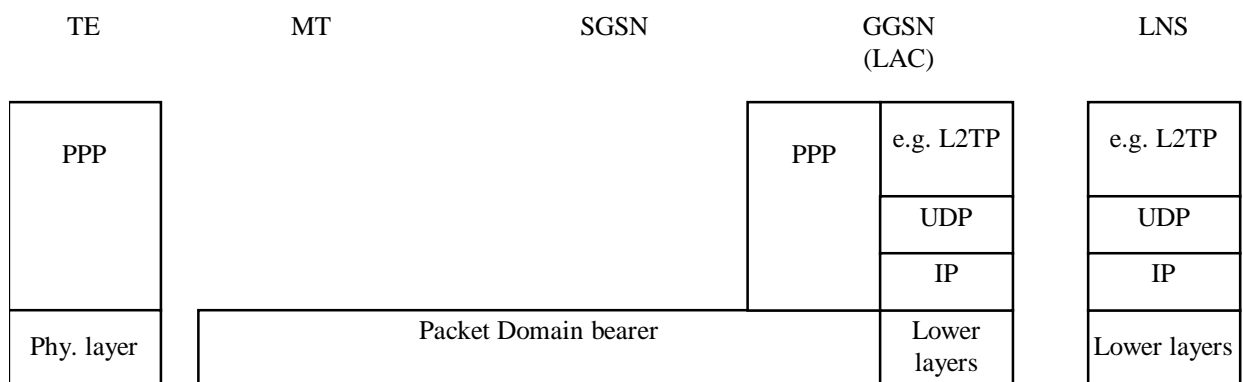 TE MT SGSN GGSN LNS
(LAC)
PPP PPP e.g. L2TP e.g. L2TP
UDP UDP
IP IP
Phy. layer Packet Domain bearer Lower layers Lower layers